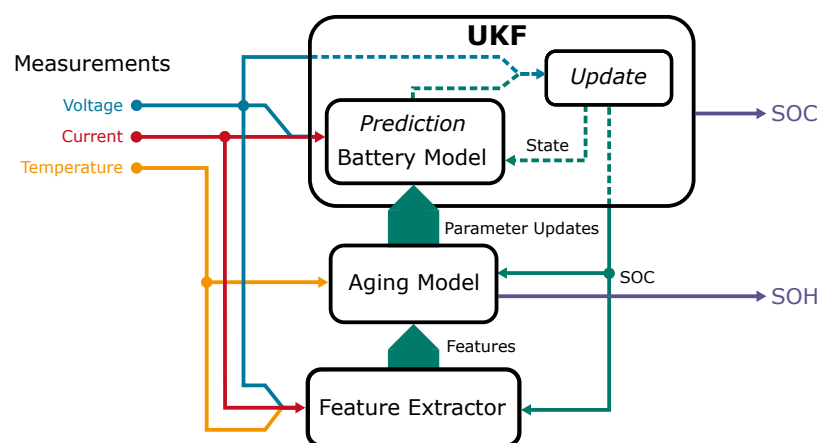 UKF
Measurements
Update
Voltage
SOC
Current
Prediction
Battery Model
State
Temperature
Parameter Updates
Aging Model
SOC
SOH
Features
Feature Extractor